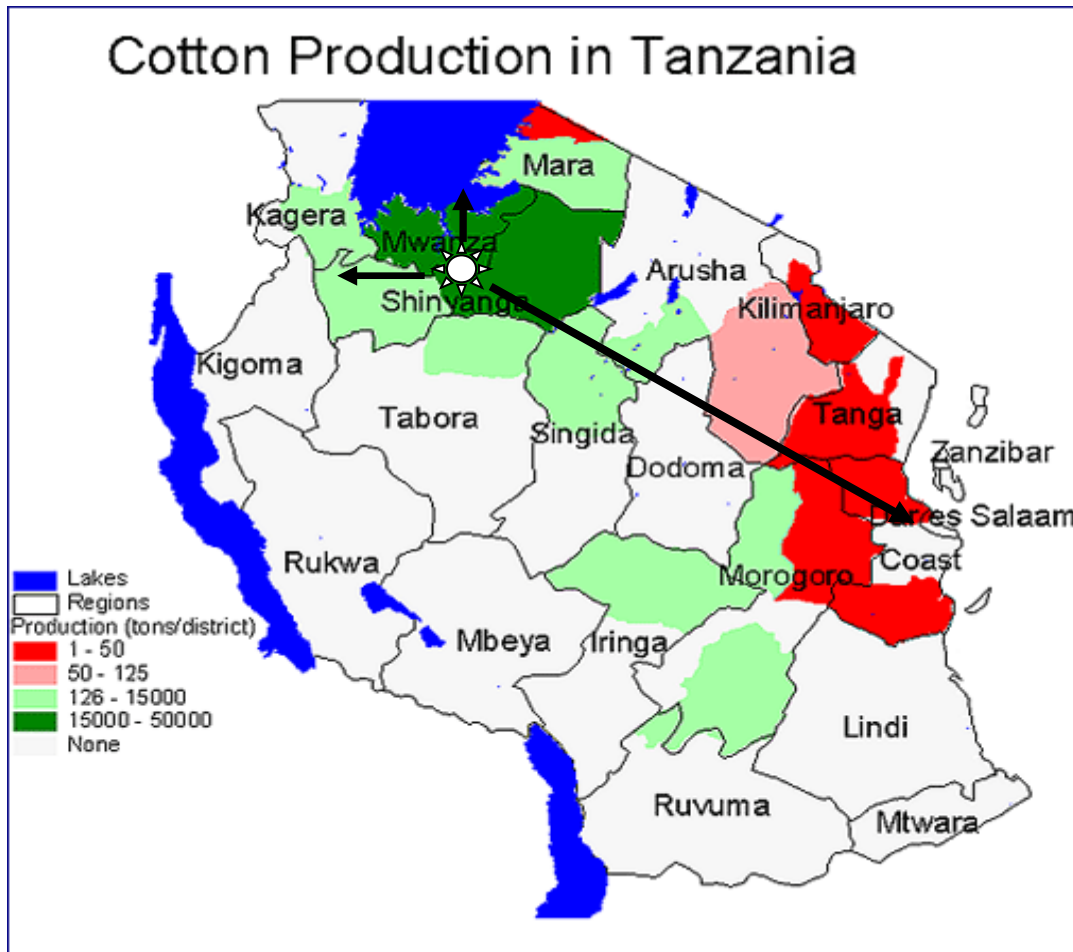 Cotton Production in Tanzania
Mara
Kagera
Mwanza
Arusha
Shinyanga
Kilimanjaro
Kigoma
Tabora
Tanga
Singida
Zanzibar
Dodoma
Dar es Salaam
Rukwa
Coast
Morogoro
Lakes
Regions
Production (tons/district)
1 - 50
50 - 125
126 - 15000
15000 - 50000
None
Mbeya
Iringa
Lindi
Ruvuma
Mtwara